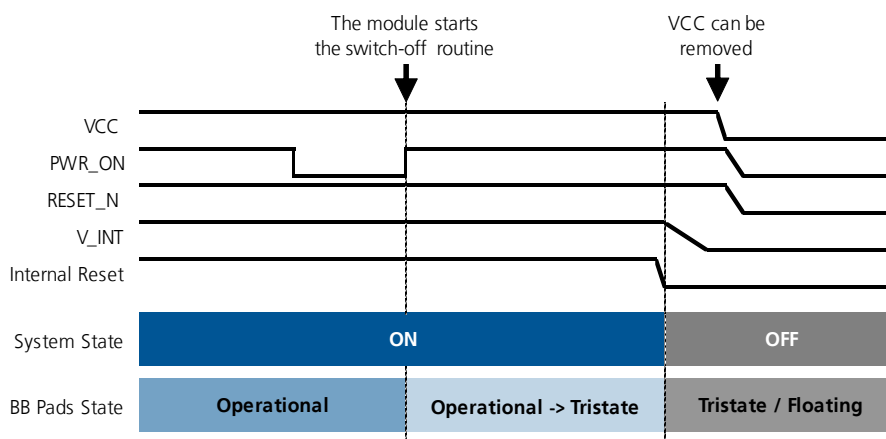 The module starts
the switch-off routine
VCC can be
removed
VCC
PWR_ON
RESET_N
V_INT
Internal Reset
System State
ON
OFF
BB Pads State
Operational
Operational -> Tristate
Tristate / Floating